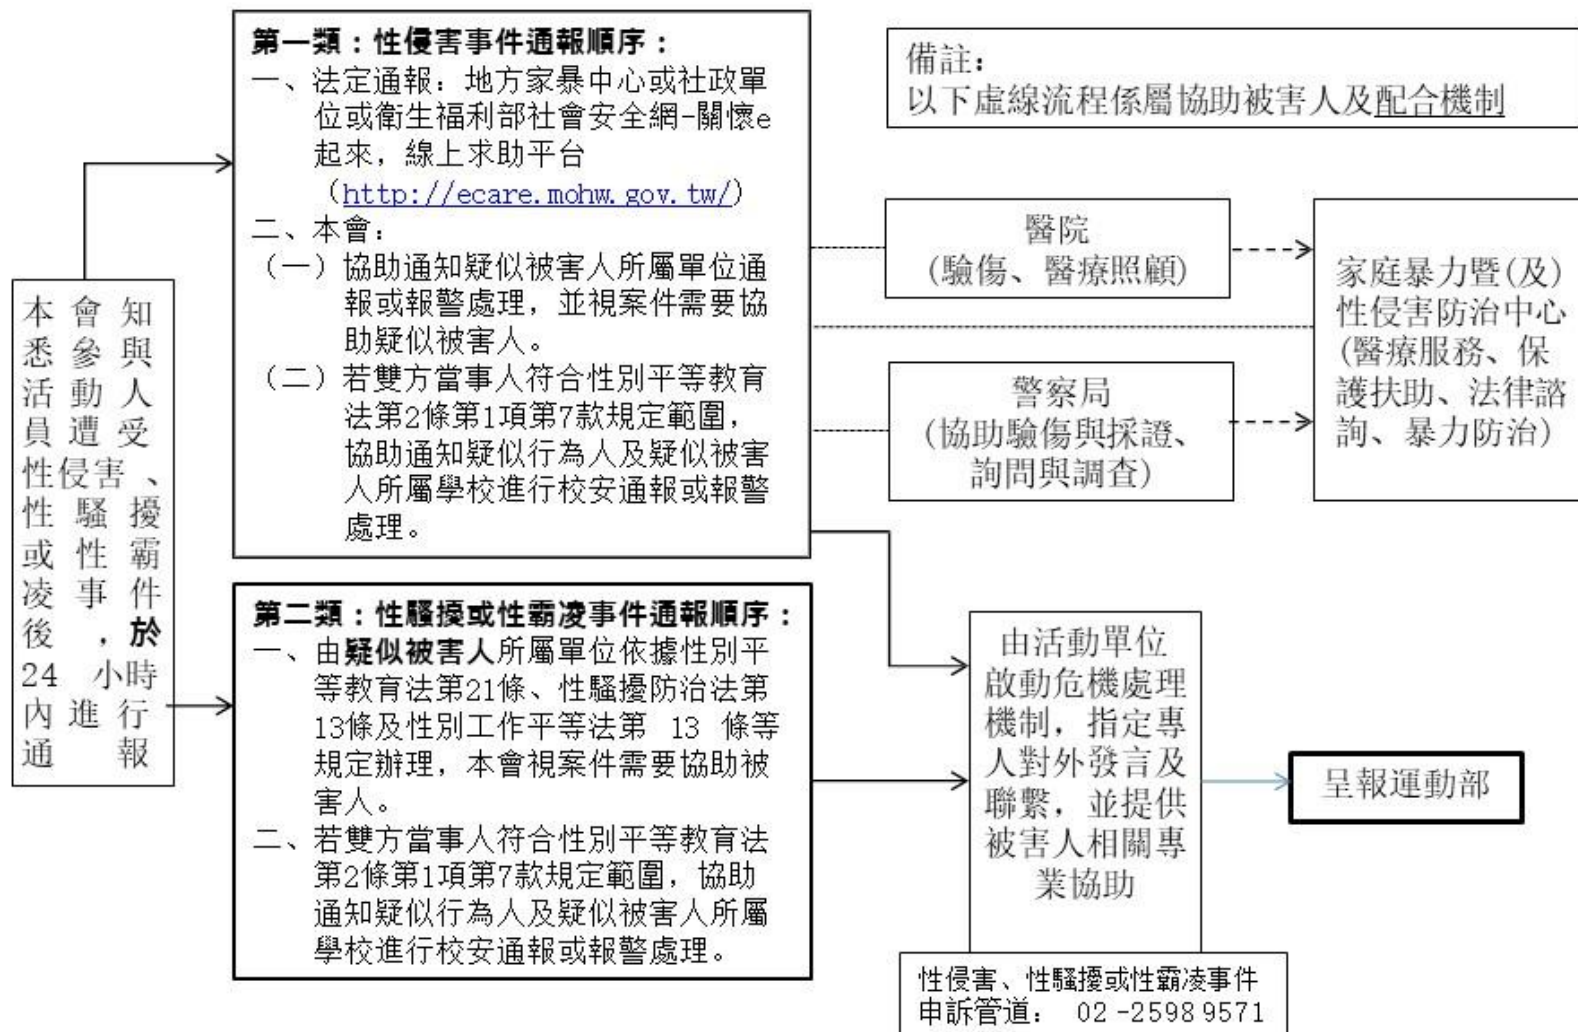 本會知
悉參與
活動人
員遭受
性侵害、
性騷擾
或性霸
凌事件
後，於
24 小時
內進行
通報
第一類：性侵害事件通報順序：
一、法定通報：地方家暴中心或社政單
位或衛生福利部社會安全網-關懷e
起來，線上求助平台
（http://ecare.mohw.gov.tw/）
二、本會：
（一）協助通知疑似被害人所屬單位通
報或報警處理，並視案件需要協
助疑似被害人。
（二）若雙方當事人符合性別平等教育
法第2條第1項第7款規定範圍，
協助通知疑似行為人及疑似被害
人所屬學校進行校安通報或報警
處理。
第二類：性騷擾或性霸凌事件通報順序：
一、由疑似被害人所屬單位依據性別平
等教育法第21條、性騷擾防治法第
13條及性別工作平等法第 13 條等
規定辦理，本會視案件需要協助被
害人。
二、若雙方當事人符合性別平等教育法
第2條第1項第7款規定範圍，協助
通知疑似行為人及疑似被害人所屬
學校進行校安通報或報警處理。
備註：
以下虛線流程係屬協助被害人及配合機制
醫院
(驗傷、醫療照顧)
警察局
(協助驗傷與採證、
詢問與調查)
家庭暴力暨(及)
性侵害防治中心
(醫療服務、保
護扶助、法律諮
詢、暴力防治)
由活動單位
啟動危機處理
機制，指定專
人對外發言及
聯繫，並提供
被害人相關專
業協助
呈報運動部
性侵害、性騷擾或性霸凌事件
申訴管道： 02-25989571